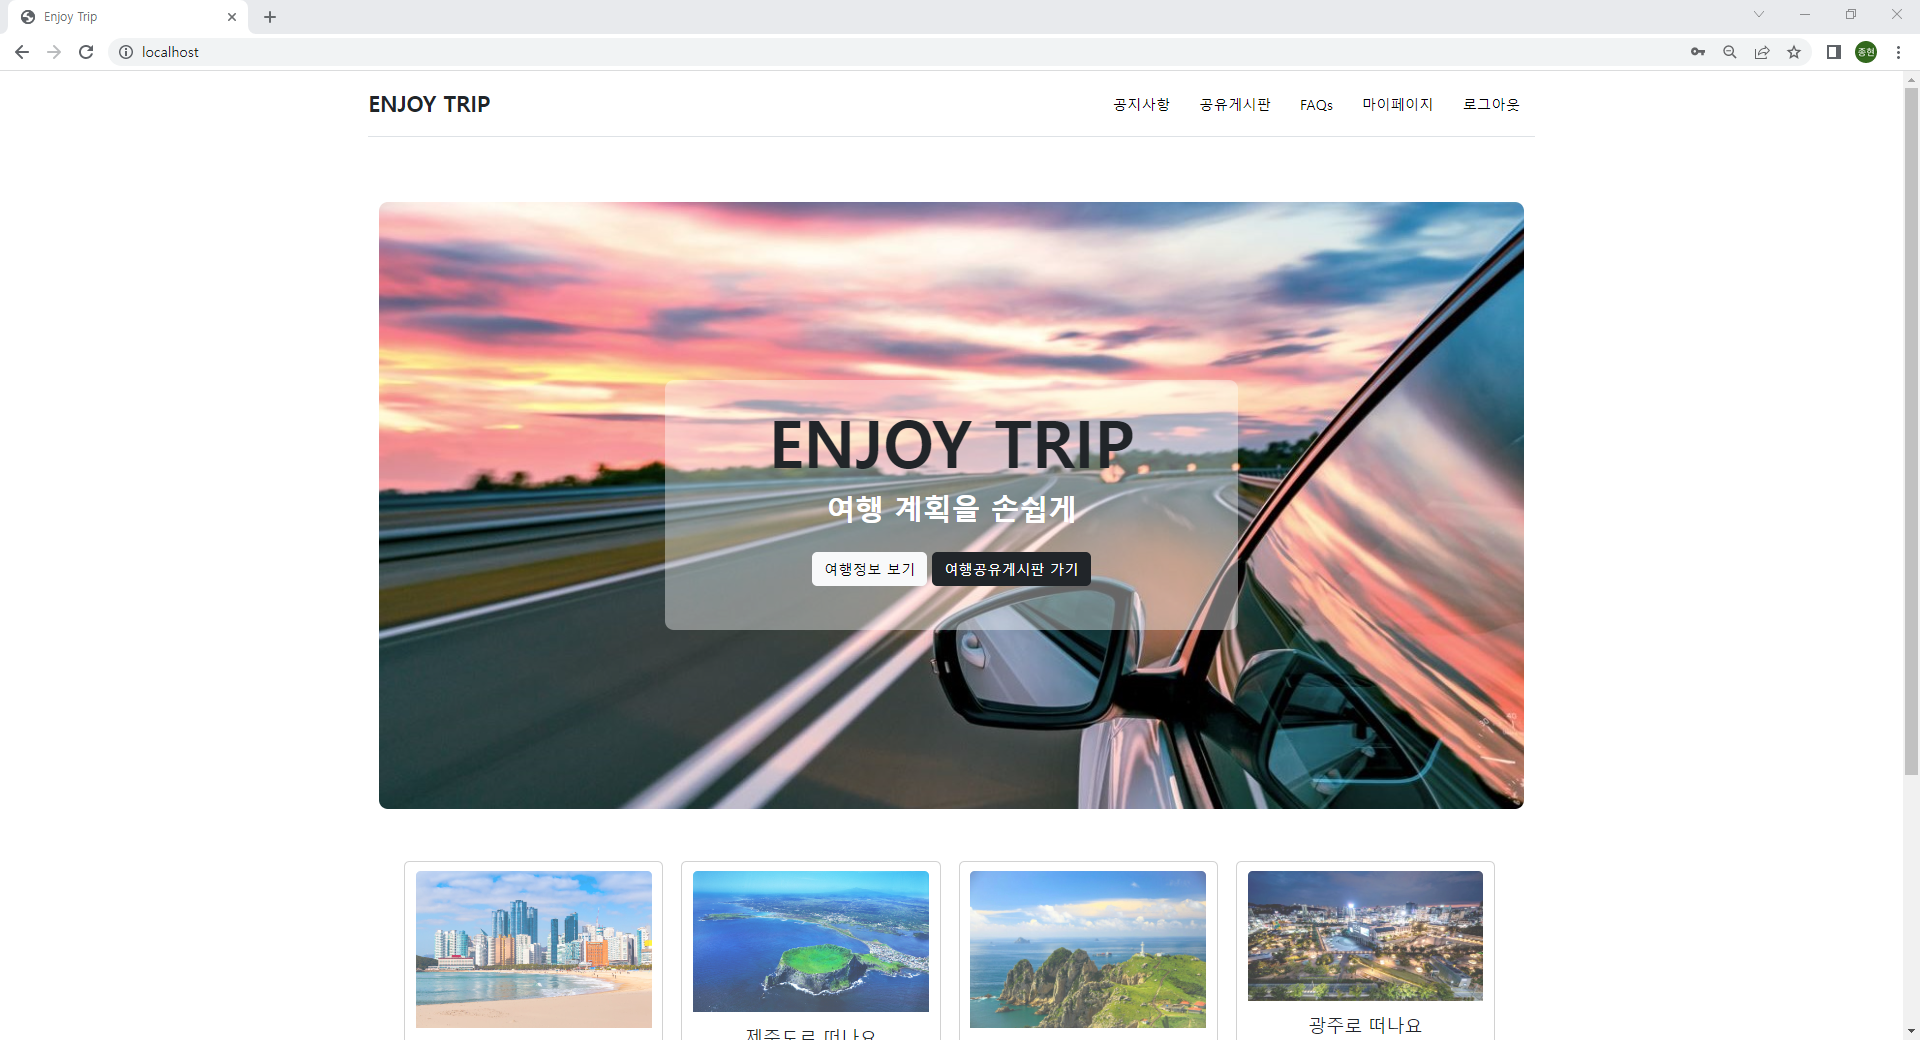 Enjoy Trip
localhost
종현
ENJOY TRIP
공지사항 공유게시판 FAQs 마이페이지 로그아웃
ENJOY TRIP
여행 계획을 손쉽게
여행정보 보기 여행공유게시판 가기
제주도로 떠나요
광주로 떠나요